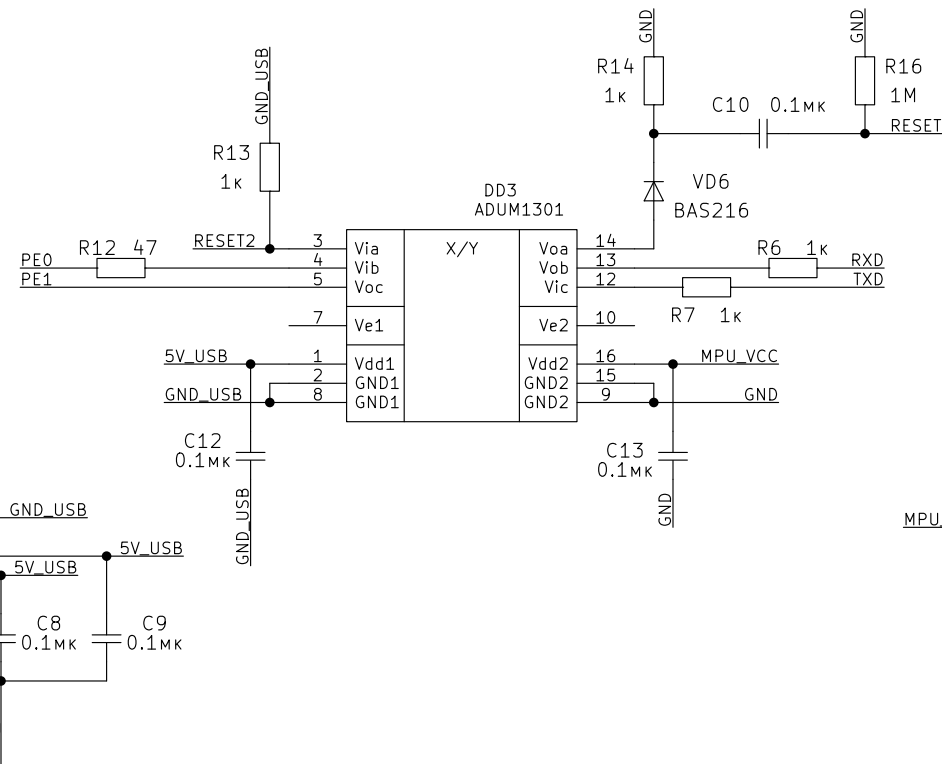 GND
GND
GND_USB
R14
1к
R16
1М
C10 0.1мк
RESET
R13
1к
VD6
BAS216
DD3
ADUM1301
RESET2
3
Via
X/Y
Voa
14
PE0
R12 47
4
Vib
Vob
13
R6 1к
RXD
PE1
5
Voc
Vic
12
R7 1к
TXD
7
Ve1
Ve2
10
5V_USB
1
Vdd1
Vdd2
16
MPU_VCC
2
GND1
GND2
15
GND_USB
8
GND1
GND2
9
GND
C12
0.1мк
C13
0.1мк
GND_USB
GND
GND_USB
MPU_
5V_USB
5V_USB
C8
0.1мк
C9
0.1мк